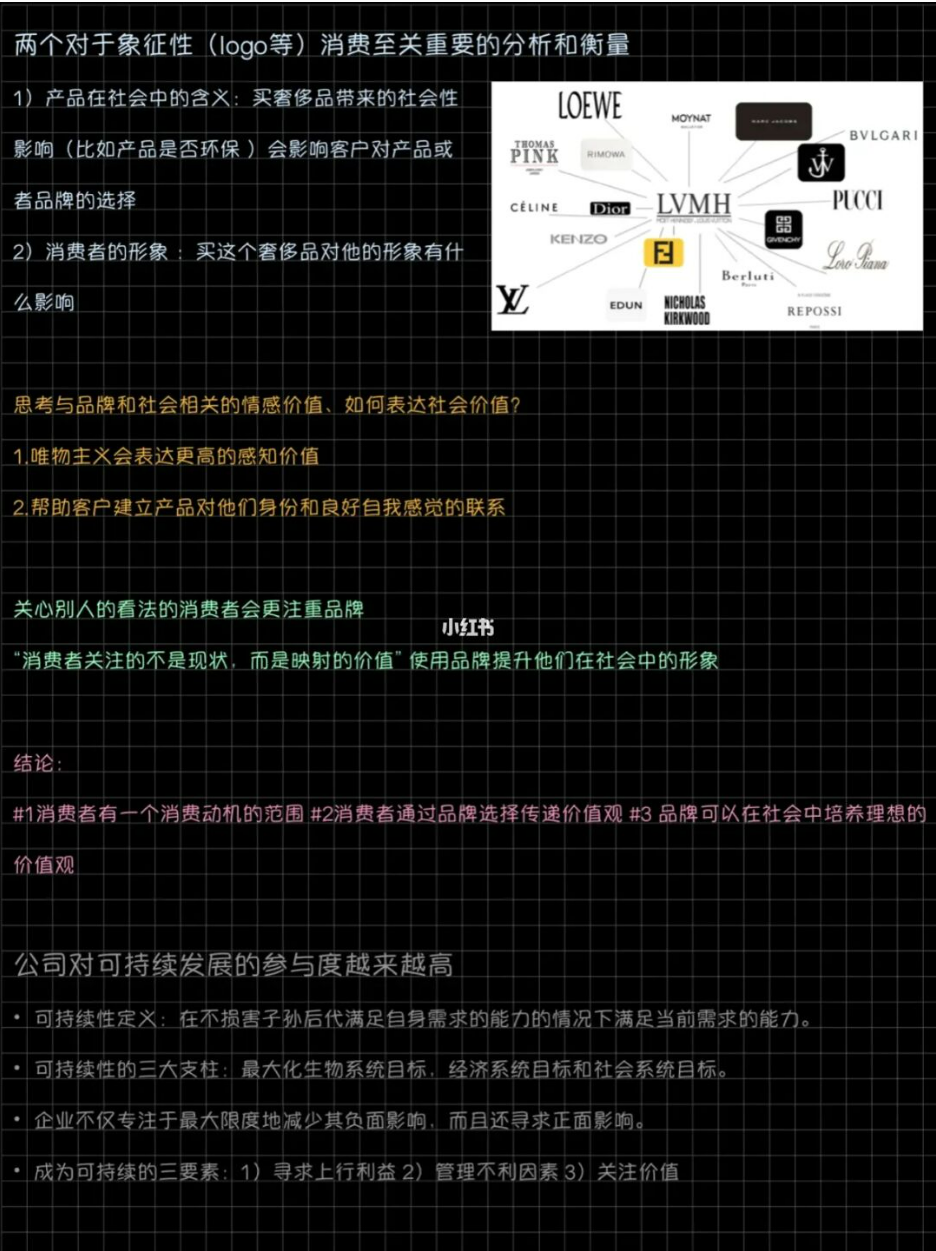 两个对于象征性（logo等）消费至关重要的分析和衡量
1）产品在社会中的含义：买奢侈品带来的社会性
影响（比如产品是否环保 ）会影响客户对产品或
者品牌的选择
2）消费者的形象 ：买这个奢侈品对他的形象有什
么影响
LOEWE
MOYNAT
MARC JACOBS
BVLGARI
THOMAS
PINK
RIMOWA
JW
CÉLINE
Dior
LVMH
MOËT HENNESSY . LOUIS VUITTON
PUCCI
KENZO
FF
GIVENCHY
Loro Piana
Berluti
Paris
LV
EDUN
NICHOLAS
KIRKWOOD
REPOSSI
思考与品牌和社会相关的情感价值、如何表达社会价值?
1.唯物主义会表达更高的感知价值
2.帮助客户建立产品对他们身份和良好自我感觉的联系
关心别人的看法的消费者会更注重品牌
小红书
“消费者关注的不是现状，而是映射的价值” 使用品牌提升他们在社会中的形象
结论：
#1消费者有一个消费动机的范围 #2消费者通过品牌选择传递价值观 #3 品牌可以在社会中培养理想的
价值观
公司对可持续发展的参与度越来越高
• 可持续性定义：在不损害子孙后代满足自身需求的能力的情况下满足当前需求的能力。
• 可持续性的三大支柱：最大化生物系统目标，经济系统目标和社会系统目标。
• 企业不仅专注于最大限度地减少其负面影响，而且还寻求正面影响。
• 成为可持续的三要素：1）寻求上行利益 2）管理不利因素 3）关注价值